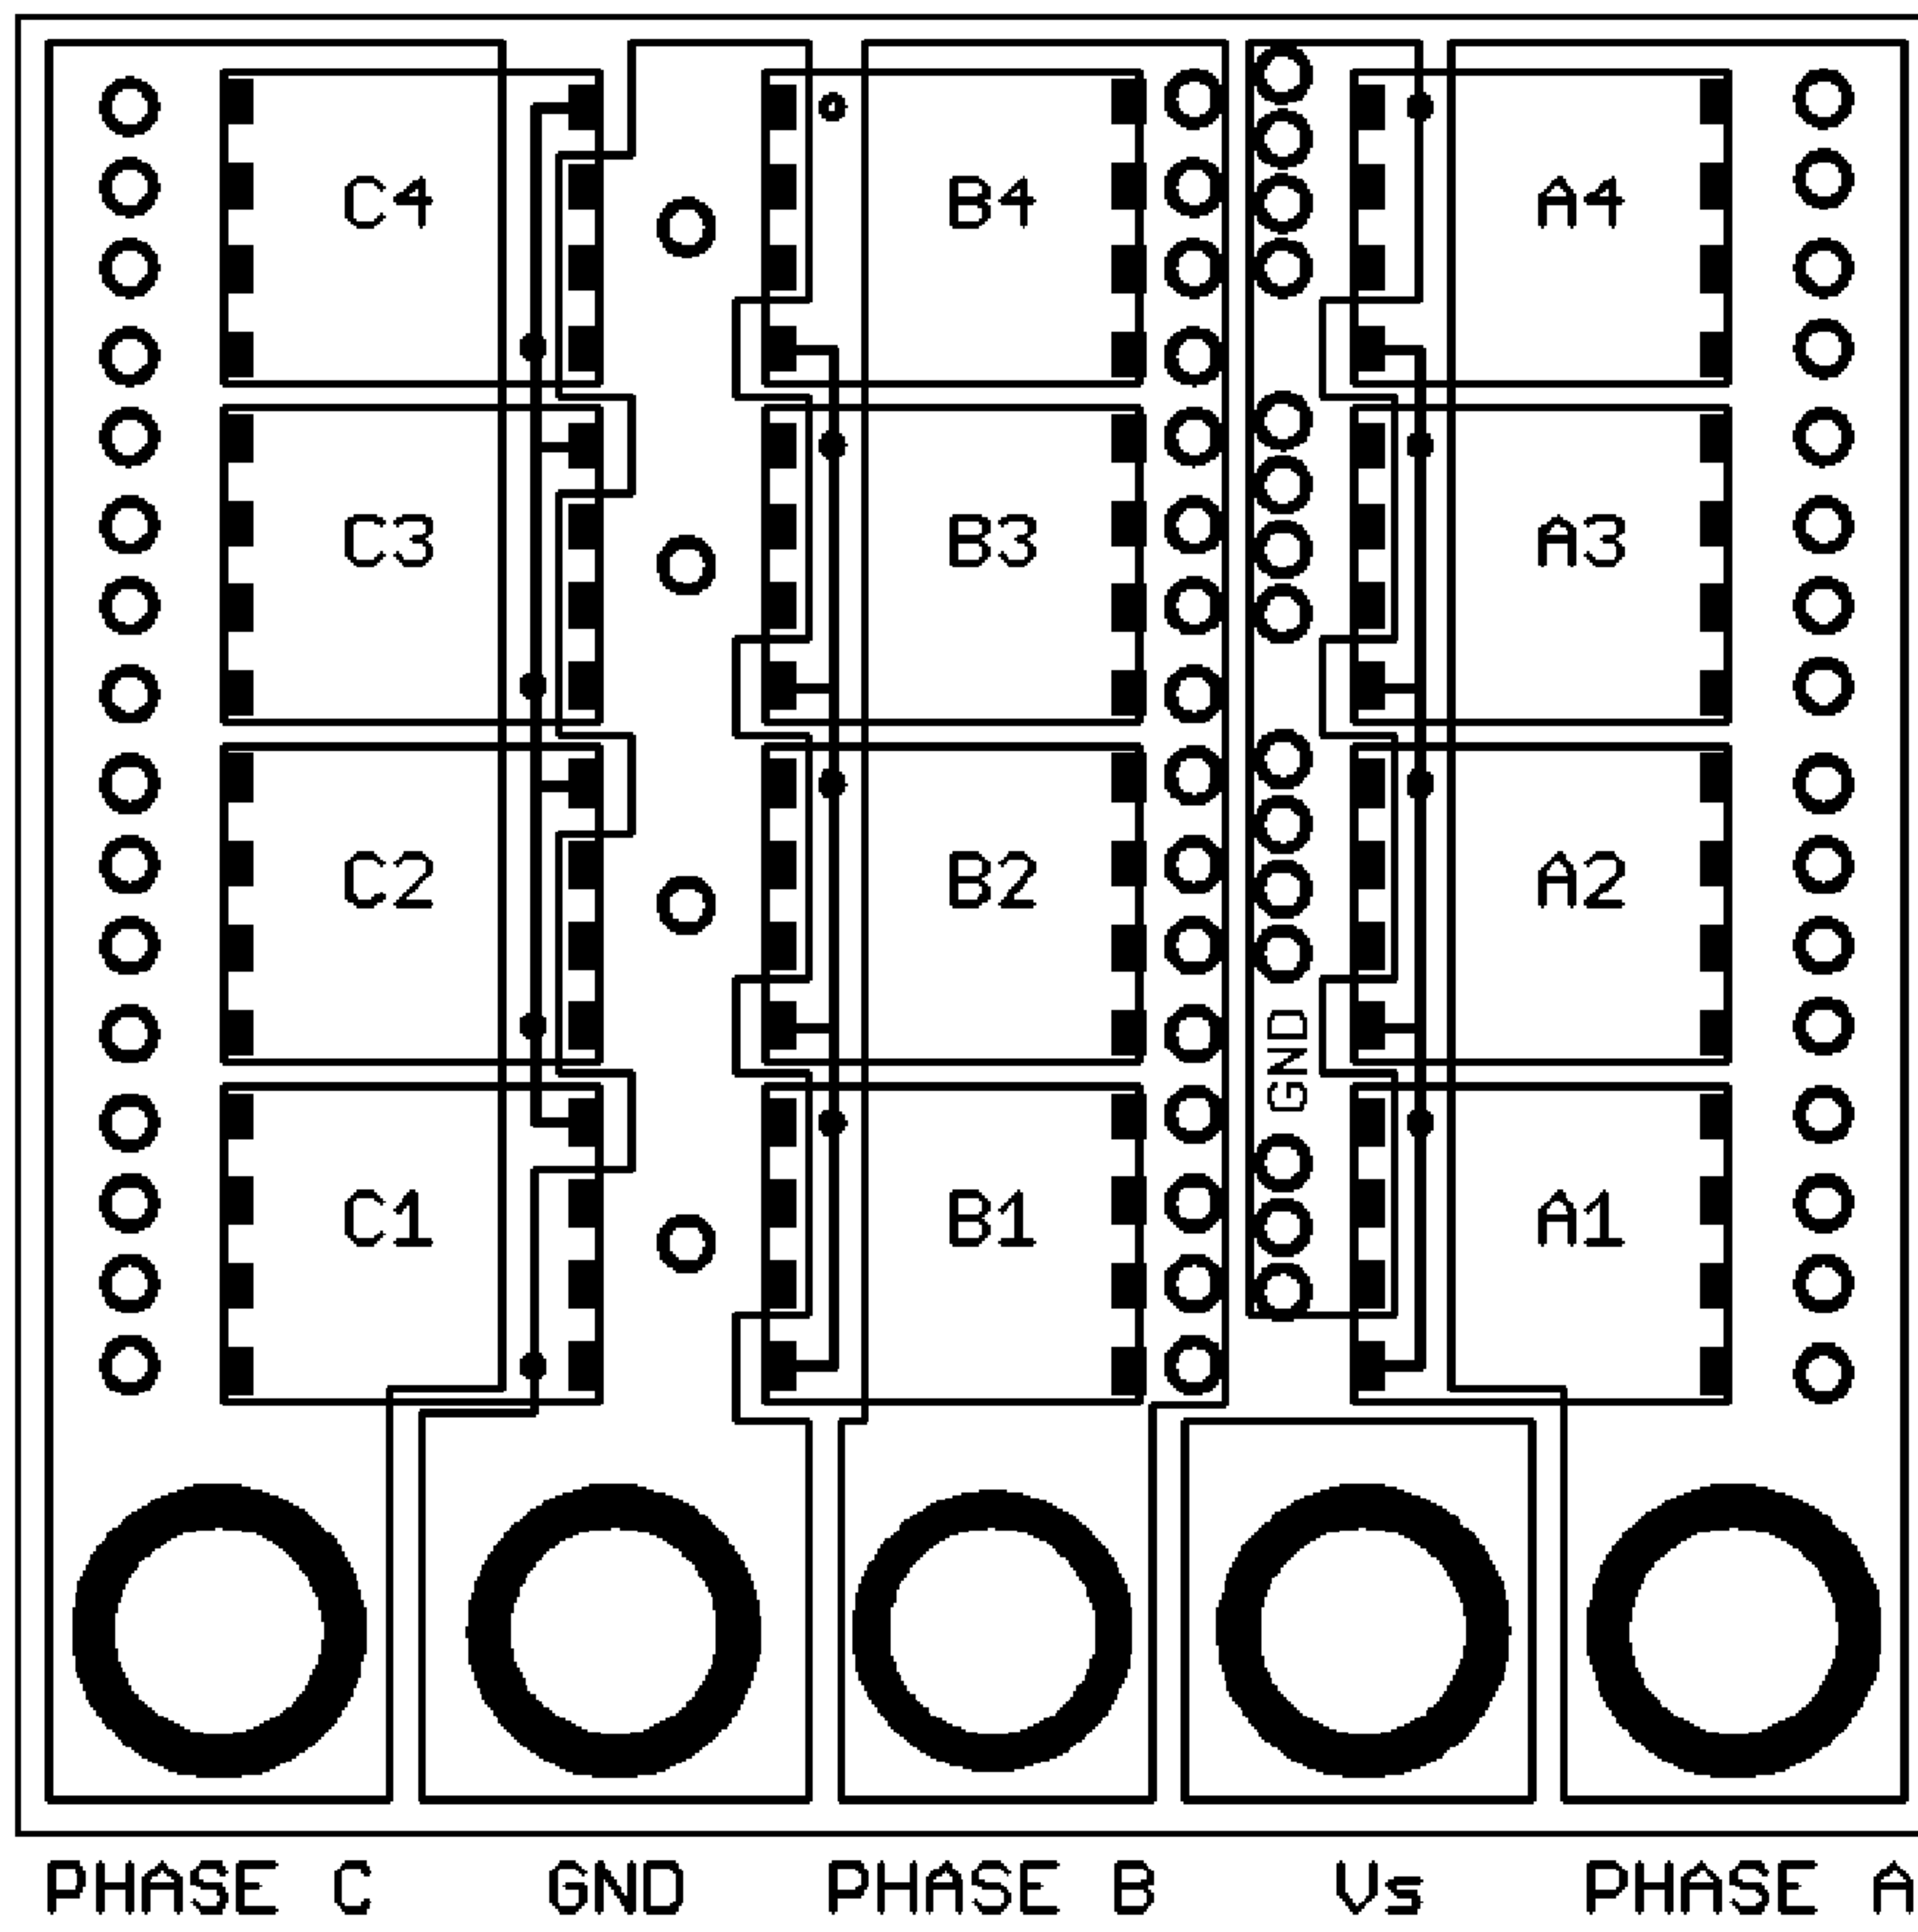 C4 B4 A4
C3 B3 A3
C2 B2 A2
GND
C1 B1 A1
PHASE C GND PHASE B Vs PHASE A